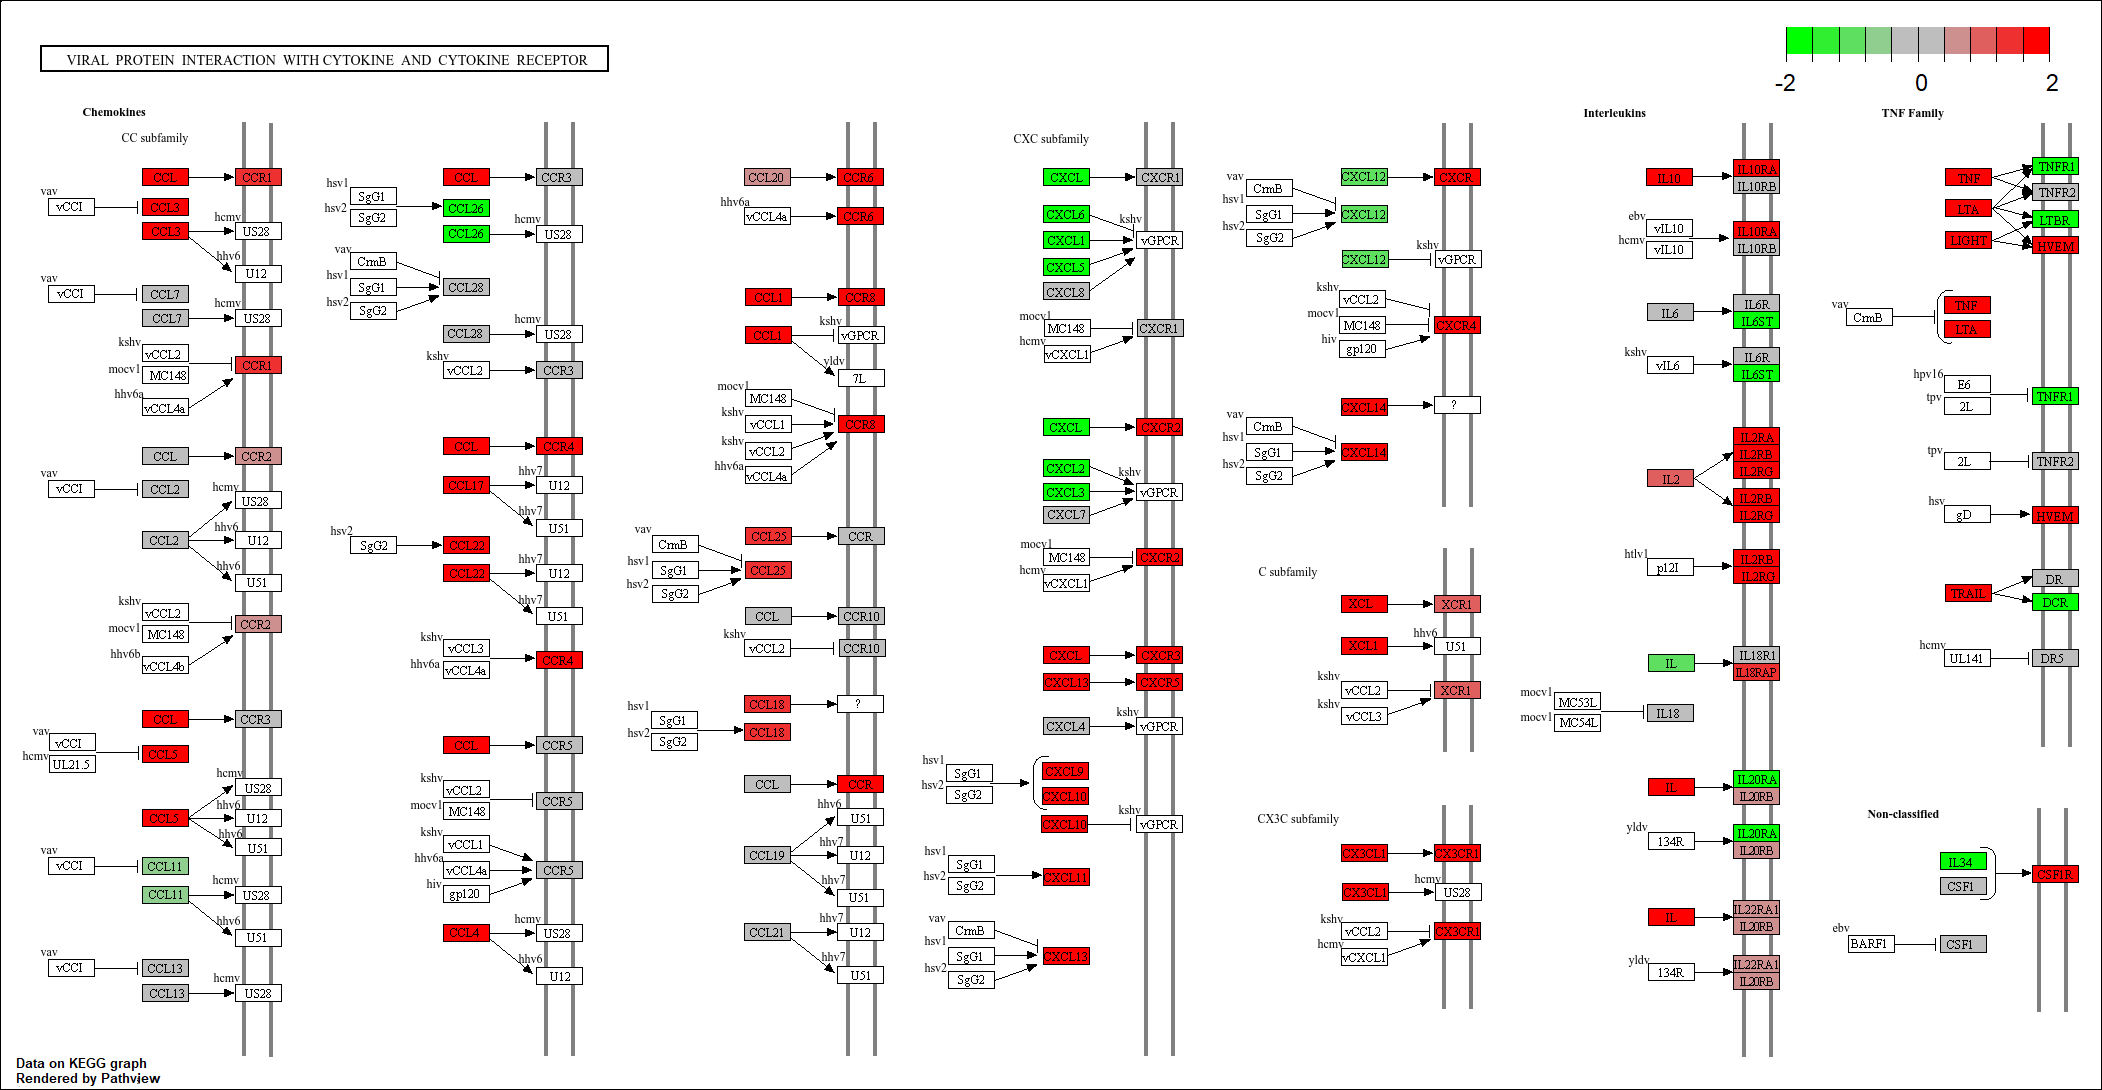 VIRAL PROTEIN INTERACTION WITH CYTOKINE AND CYTOKINE RECEPTOR
-2 0 2
Chemokines
CC subfamily
CCL CCR1
vav
vCCI CCL3
CCL3 hcmv US28
hhv6 U12
vav
vCCI CCL7
CCL7 hcmv US28
kshv
vCCL2 CCR1
mocv1 MC148
hhv6a
vCCL4a
CCL CCR2
vav
vCCI CCL2
hcmv US28
CCL2 hhv6 U12
hhv6 U51
kshv
vCCL2 CCR2
mocv1 MC148
hhv6b
vCCL4b
CCL CCR3
vav
vCCI CCL5
hcmv UL21.5
hcmv US28
CCL5 hhv6 U12
hhv6 U51
vav
vCCI CCL11
CCL11 hcmv US28
hhv6 U51
vav
vCCI CCL13
CCL13 hcmv US28
CCL CCR3
hsv1
SgG1 CCL26
hsv2 SgG2
CCL26 hcmv US28
vav
CrmB
hsv1 SgG1 CCL28
hsv2 SgG2
CCL28 hcmv US28
kshv
vCCL2 CCR3
CCL CCR4
CCL17 hhv7 U12
hhv7 U51
hsv2
SgG2 CCL22
CCL22 hhv7 U12
hhv7 U51
kshv
vCCL3 CCR4
hhv6a vCCL4a
CCL CCR5
kshv
vCCL2 CCR5
mocv1 MC148
kshv
vCCL1
hhv6a vCCL4a CCR5
hiv gp120
CCL4 hcmv US28
hhv6 U12
CCL20 CCR6
hhv6a
vCCL4a CCR6
CCL1 CCR8
CCL1 kshv vGPCR
yldv 7L
mocv1
MC148
kshv vCCL1 CCR8
kshv vCCL2
hhv6a vCCL4a
vav
CrmB CCL25 CCR
hsv1 SgG1 CCL25
hsv2 SgG2
CCL CCR10
kshv
vCCL2 CCR10
CCL18 ?
hsv1 SgG1 CCL18
hsv2 SgG2
CCL CCR
hhv6 U51
CCL19 hhv7 U12
hhv7 U51
CCL21 hhv7 U12
hhv7 U51
CXC subfamily
CXCL CXCR1
CXCL6 kshv
CXCL1 vGPCR
CXCL5
CXCL8
mocv1
MC148 CXCR1
hcmv vCXCL1
CXCL CXCR2
CXCL2 kshv
CXCL3 vGPCR
CXCL7
mocv1
MC148 CXCR2
hcmv vCXCL1
CXCL CXCR3
CXCL13 CXCR5
CXCL4 kshv vGPCR
hsv1
SgG1 CXCL9
hsv2 SgG2 CXCL10
CXCL10 kshv vGPCR
hsv1
SgG1 CXCL11
hsv2 SgG2
vav
CrmB
hsv1 SgG1 CXCL13
hsv2 SgG2
CXCL12 CXCR
vav
CrmB
hsv1 SgG1 CXCL12
hsv2 SgG2
CXCL12 kshv vGPCR
kshv
vCCL2
mocv1 MC148 CXCR4
hiv gp120
CXCL14 ?
vav
CrmB
hsv1 SgG1 CXCL14
hsv2 SgG2
C subfamily
XCL XCR1
XCL1 hhv6 U51
kshv
vCCL2 XCR1
kshv vCCL3
CX3C subfamily
CX3CL1 CX3CR1
CX3CL1 hcmv US28
kshv
vCCL2 CX3CR1
hcmv vCXCL1
Interleukins
IL10 IL10RA
IL10RB
ebv
vIL10 IL10RA
hcmv vIL10 IL10RB
IL6 IL6R
IL6ST
kshv
vIL6 IL6R
IL6ST
IL2RA
IL2RB
IL2 IL2RG
IL2RB
IL2RG
htlv1
p12I IL2RB
IL2RG
IL IL18R1
IL18RAP
mocv1
MC53L IL18
mocv1 MC54L
IL IL20RA
IL20RB
yldv
134R IL20RA
IL20RB
IL IL22RA1
IL20RB
yldv
134R IL22RA1
IL20RB
TNF Family
TNF TNFR1
TNFR2
LTA LTBR
LIGHT HVEM
vav
CrmB TNF
LTA
hpv16
E6 TNFR1
tpv 2L
tpv
2L TNFR2
hsv
gD HVEM
TRAIL DR
DCR
hcmv
UL141 DR5
Non-classified
IL34 CSF1R
CSF1
ebv
BARF1 CSF1
Data on KEGG graph
Rendered by Pathview